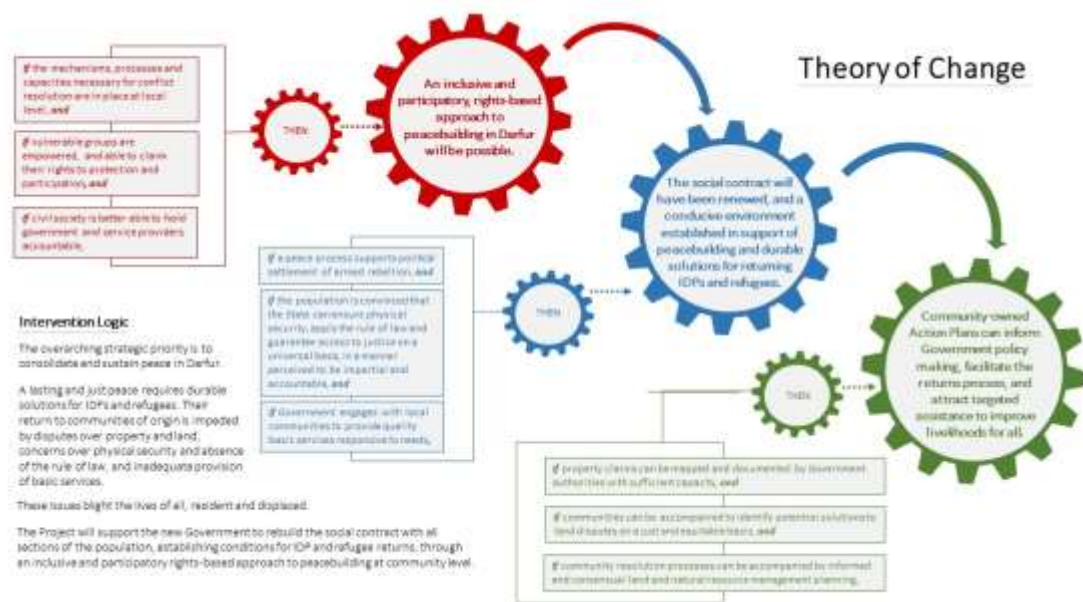 Theory of Change
If the mechanisms, processes and
capacities necessary for conflict
resolution are in place at local
level, and
If vulnerable groups are
empowered, and able to claim
their rights to protection and
participation, and
If civil society is better able to hold
government and service providers
accountable,
THEN:
An inclusive and
participatory, rights-based
approach to
peacebuilding in Darfur
will be possible.
If a peace process supports political
settlement of armed rebellion, and
If the population is convinced that
the State can ensure physical
security, apply the rule of law and
guarantee access to justice on a
universal basis, in a manner
perceived to be impartial and
accountable, and
If Government engages with local
communities to provide quality
basic services responsive to needs,
THEN:
The social contract will
have been renewed, and a
conducive environment
established in support of
peacebuilding and durable
solutions for returning
IDPs and refugees.
If property claims can be mapped and documented by Government
authorities with sufficient capacity, and
If communities can be accompanied to identify potential solutions to
land disputes on a just and equitable basis, and
If community resolution processes can be accompanied by informed
and consensual land and natural resource management planning,
THEN:
Community owned
Action Plans can inform
Government policy
making, facilitate the
returns process, and
attract targeted
assistance to improve
livelihoods for all.
Intervention Logic
The overarching strategic priority is to
consolidate and sustain peace in Darfur.
A lasting and just peace requires durable
solutions for IDPs and refugees. Their
return to communities of origin is impeded
by disputes over property and land,
concerns over physical security and absence
of the rule of law, and inadequate provision
of basic services.
These issues blight the lives of all, resident and displaced.
The Project will support the new Government to rebuild the social contract with all
sections of the population, establishing conditions for IDP and refugee returns, through
an inclusive and participatory rights-based approach to peacebuilding at community level.